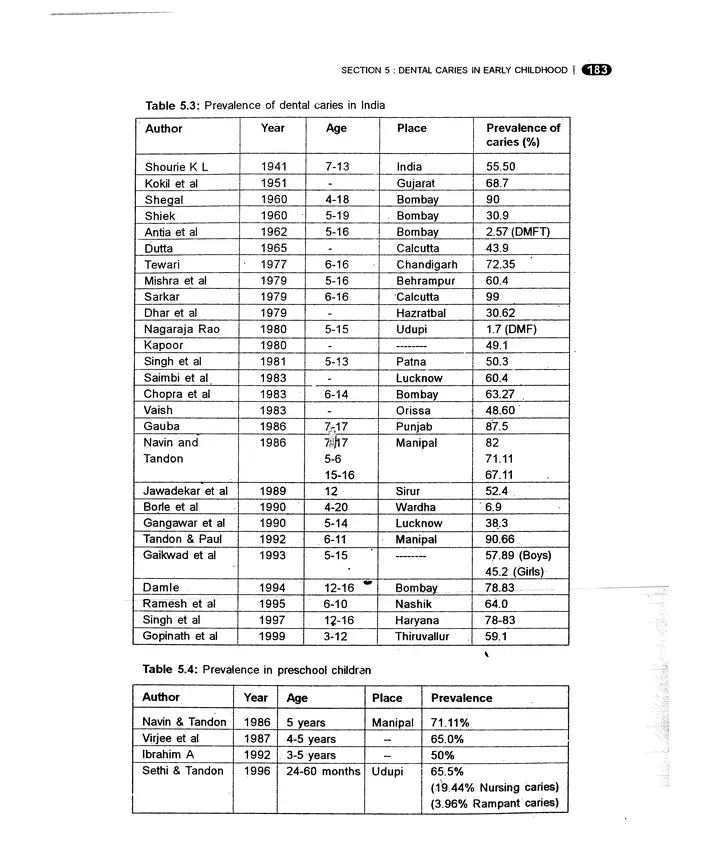 SECTION 5 : DENTAL CARIES IN EARLY CHILDHOOD | 183
Table 5.3: Prevalence of dental caries in India
Author Year Age Place Prevalence of
caries (%)
Shourie K L 1941 7-13 India 55.50
Kokil et al 1951 - Gujarat 68.7
Shegal 1960 4-18 Bombay 90
Shiek 1960 5-19 Bombay 30.9
Antia et al 1962 5-16 Bombay 2.57 (DMFT)
Dutta 1965 - Calcutta 43.9
Tewari 1977 6-16 Chandigarh 72.35
Mishra et al 1979 5-16 Behrampur 60.4
Sarkar 1979 6-16 Calcutta 99
Dhar et al 1979 - Hazratbal 30.62
Nagaraja Rao 1980 5-15 Udupi 1.7 (DMF)
Kapoor 1980 - -------- 49.1
Singh et al 1981 5-13 Patna 50.3
Saimbi et al 1983 - Lucknow 60.4
Chopra et al 1983 6-14 Bombay 63.27
Vaish 1983 - Orissa 48.60
Gauba 1986 7-17 Punjab 87.5
Navin and 1986 Manipal 82
Tandon 5-6 71.11
15-16 67.11
Jawadekar et al 1989 12 Sirur 52.4
Borle et al 1990 4-20 Wardha 6.9
Gangawar et al 1990 5-14 Lucknow 38.3
Tandon & Paul 1992 6-11 Manipal 90.66
Gaikwad et al 1993 5-15 -------- 57.89 (Boys)
45.2 (Girls)
Damle 1994 12-16 Bombay 78.83
Ramesh et al 1995 6-10 Nashik 64.0
Singh et al 1997 12-16 Haryana 78-83
Gopinath et al 1999 3-12 Thiruvallur 59.1
Table 5.4: Prevalence in preschool children
Author Year Age Place Prevalence
Navin & Tandon 1986 5 years Manipal 71.11%
Virjee et al 1987 4-5 years – 65.0%
Ibrahim A 1992 3-5 years – 50%
Sethi & Tandon 1996 24-60 months Udupi 65.5%
(19.44% Nursing caries)
(3.96% Rampant caries)